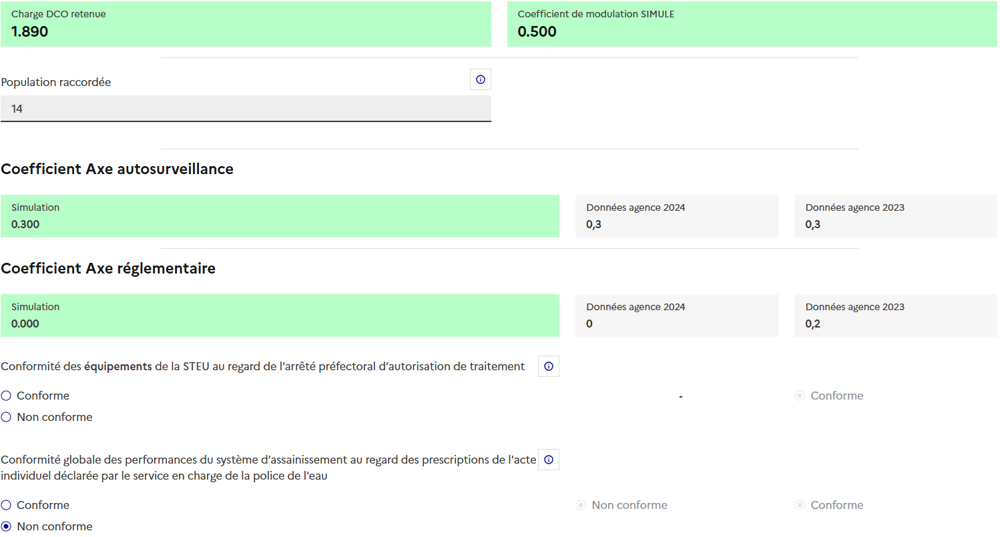 Charge DCO retenue
1.890
Coefficient de modulation SIMULE
0.500
Population raccordée
14
Coefficient Axe autosurveillance
Simulation
0.300
Données agence 2024
0,3
Données agence 2023
0,3
Coefficient Axe réglementaire
Simulation
0.000
Données agence 2024
0
Données agence 2023
0,2
Conformité des équipements de la STEU au regard de l’arrêté préfectoral d’autorisation de traitement
Conforme
Non conforme
-
Conforme
Conformité globale des performances du système d’assainissement au regard des prescriptions de l'acte
individuel déclarée par le service en charge de la police de l'eau
Conforme
Non conforme
Non conforme
Conforme